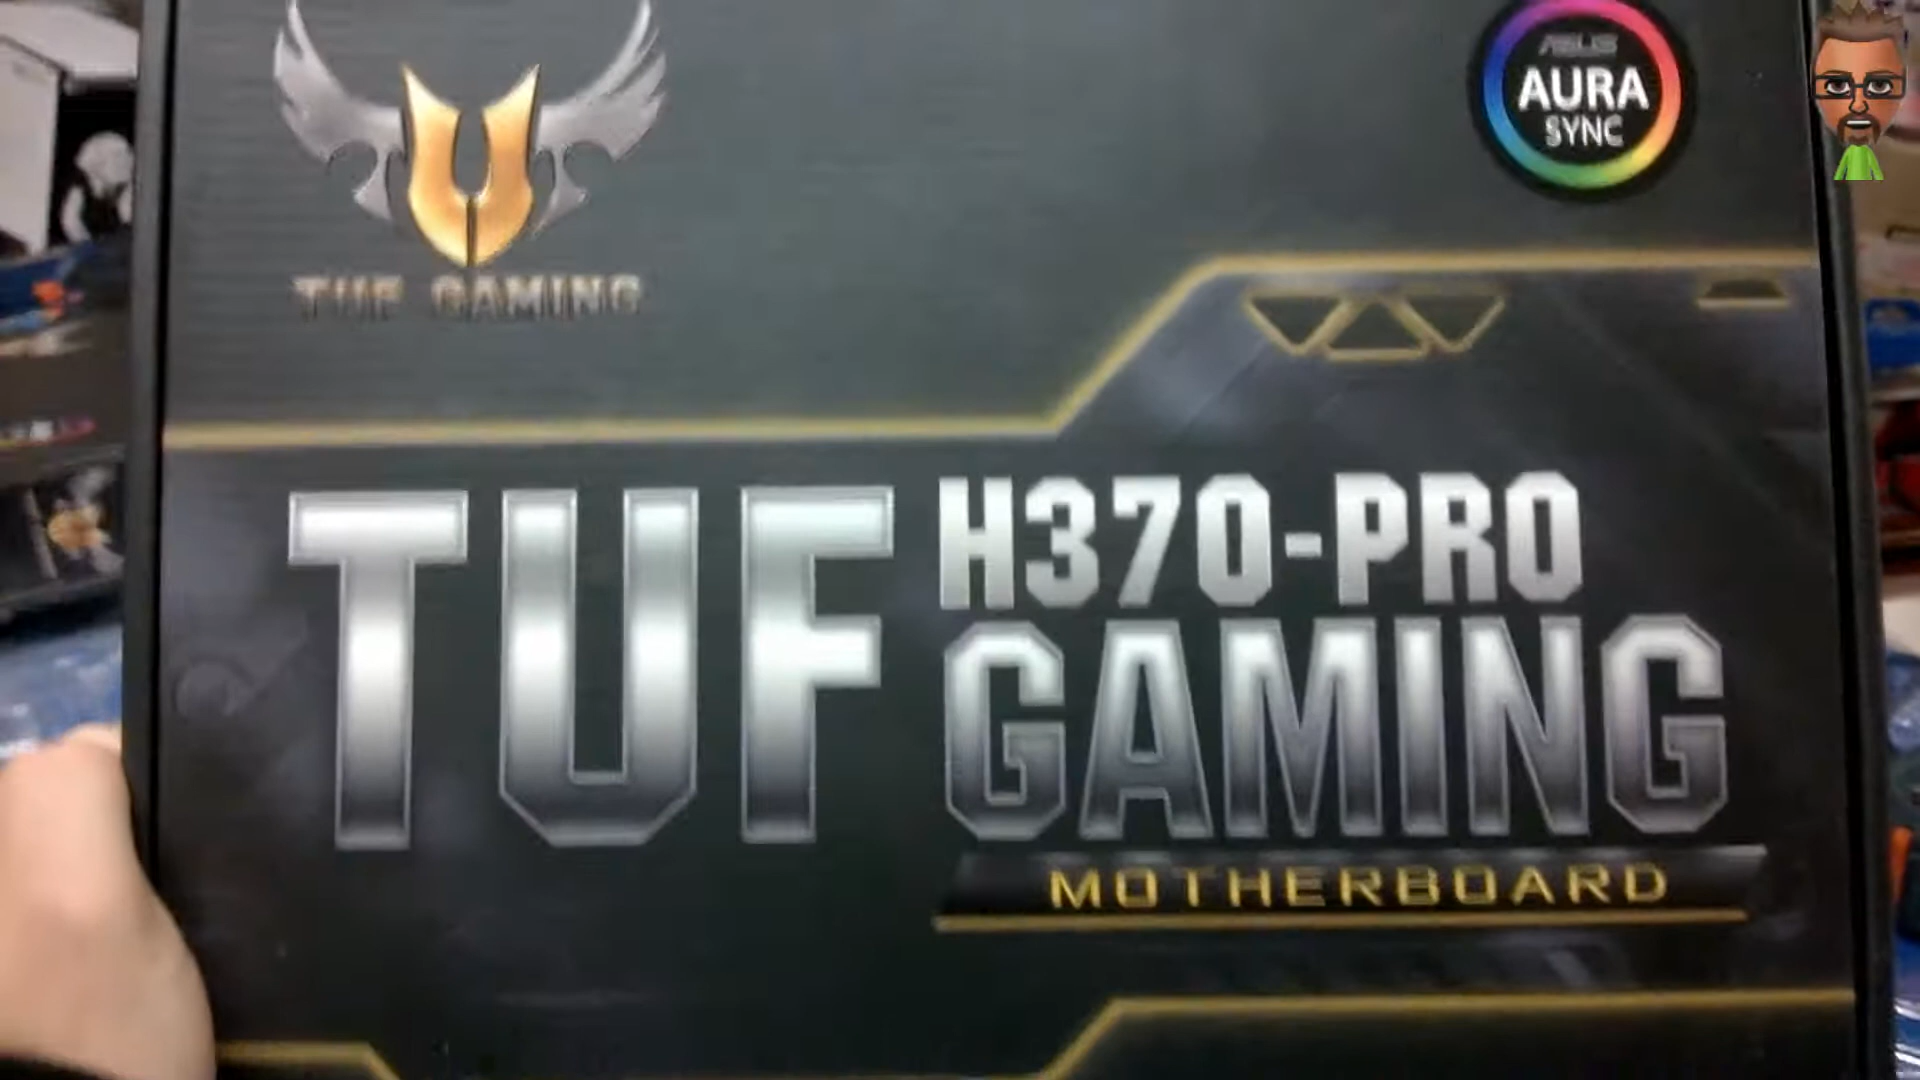 ASUS
AURA
SYNC
TUF GAMING
TUF
H370-PRO
GAMING
MOTHERBOARD